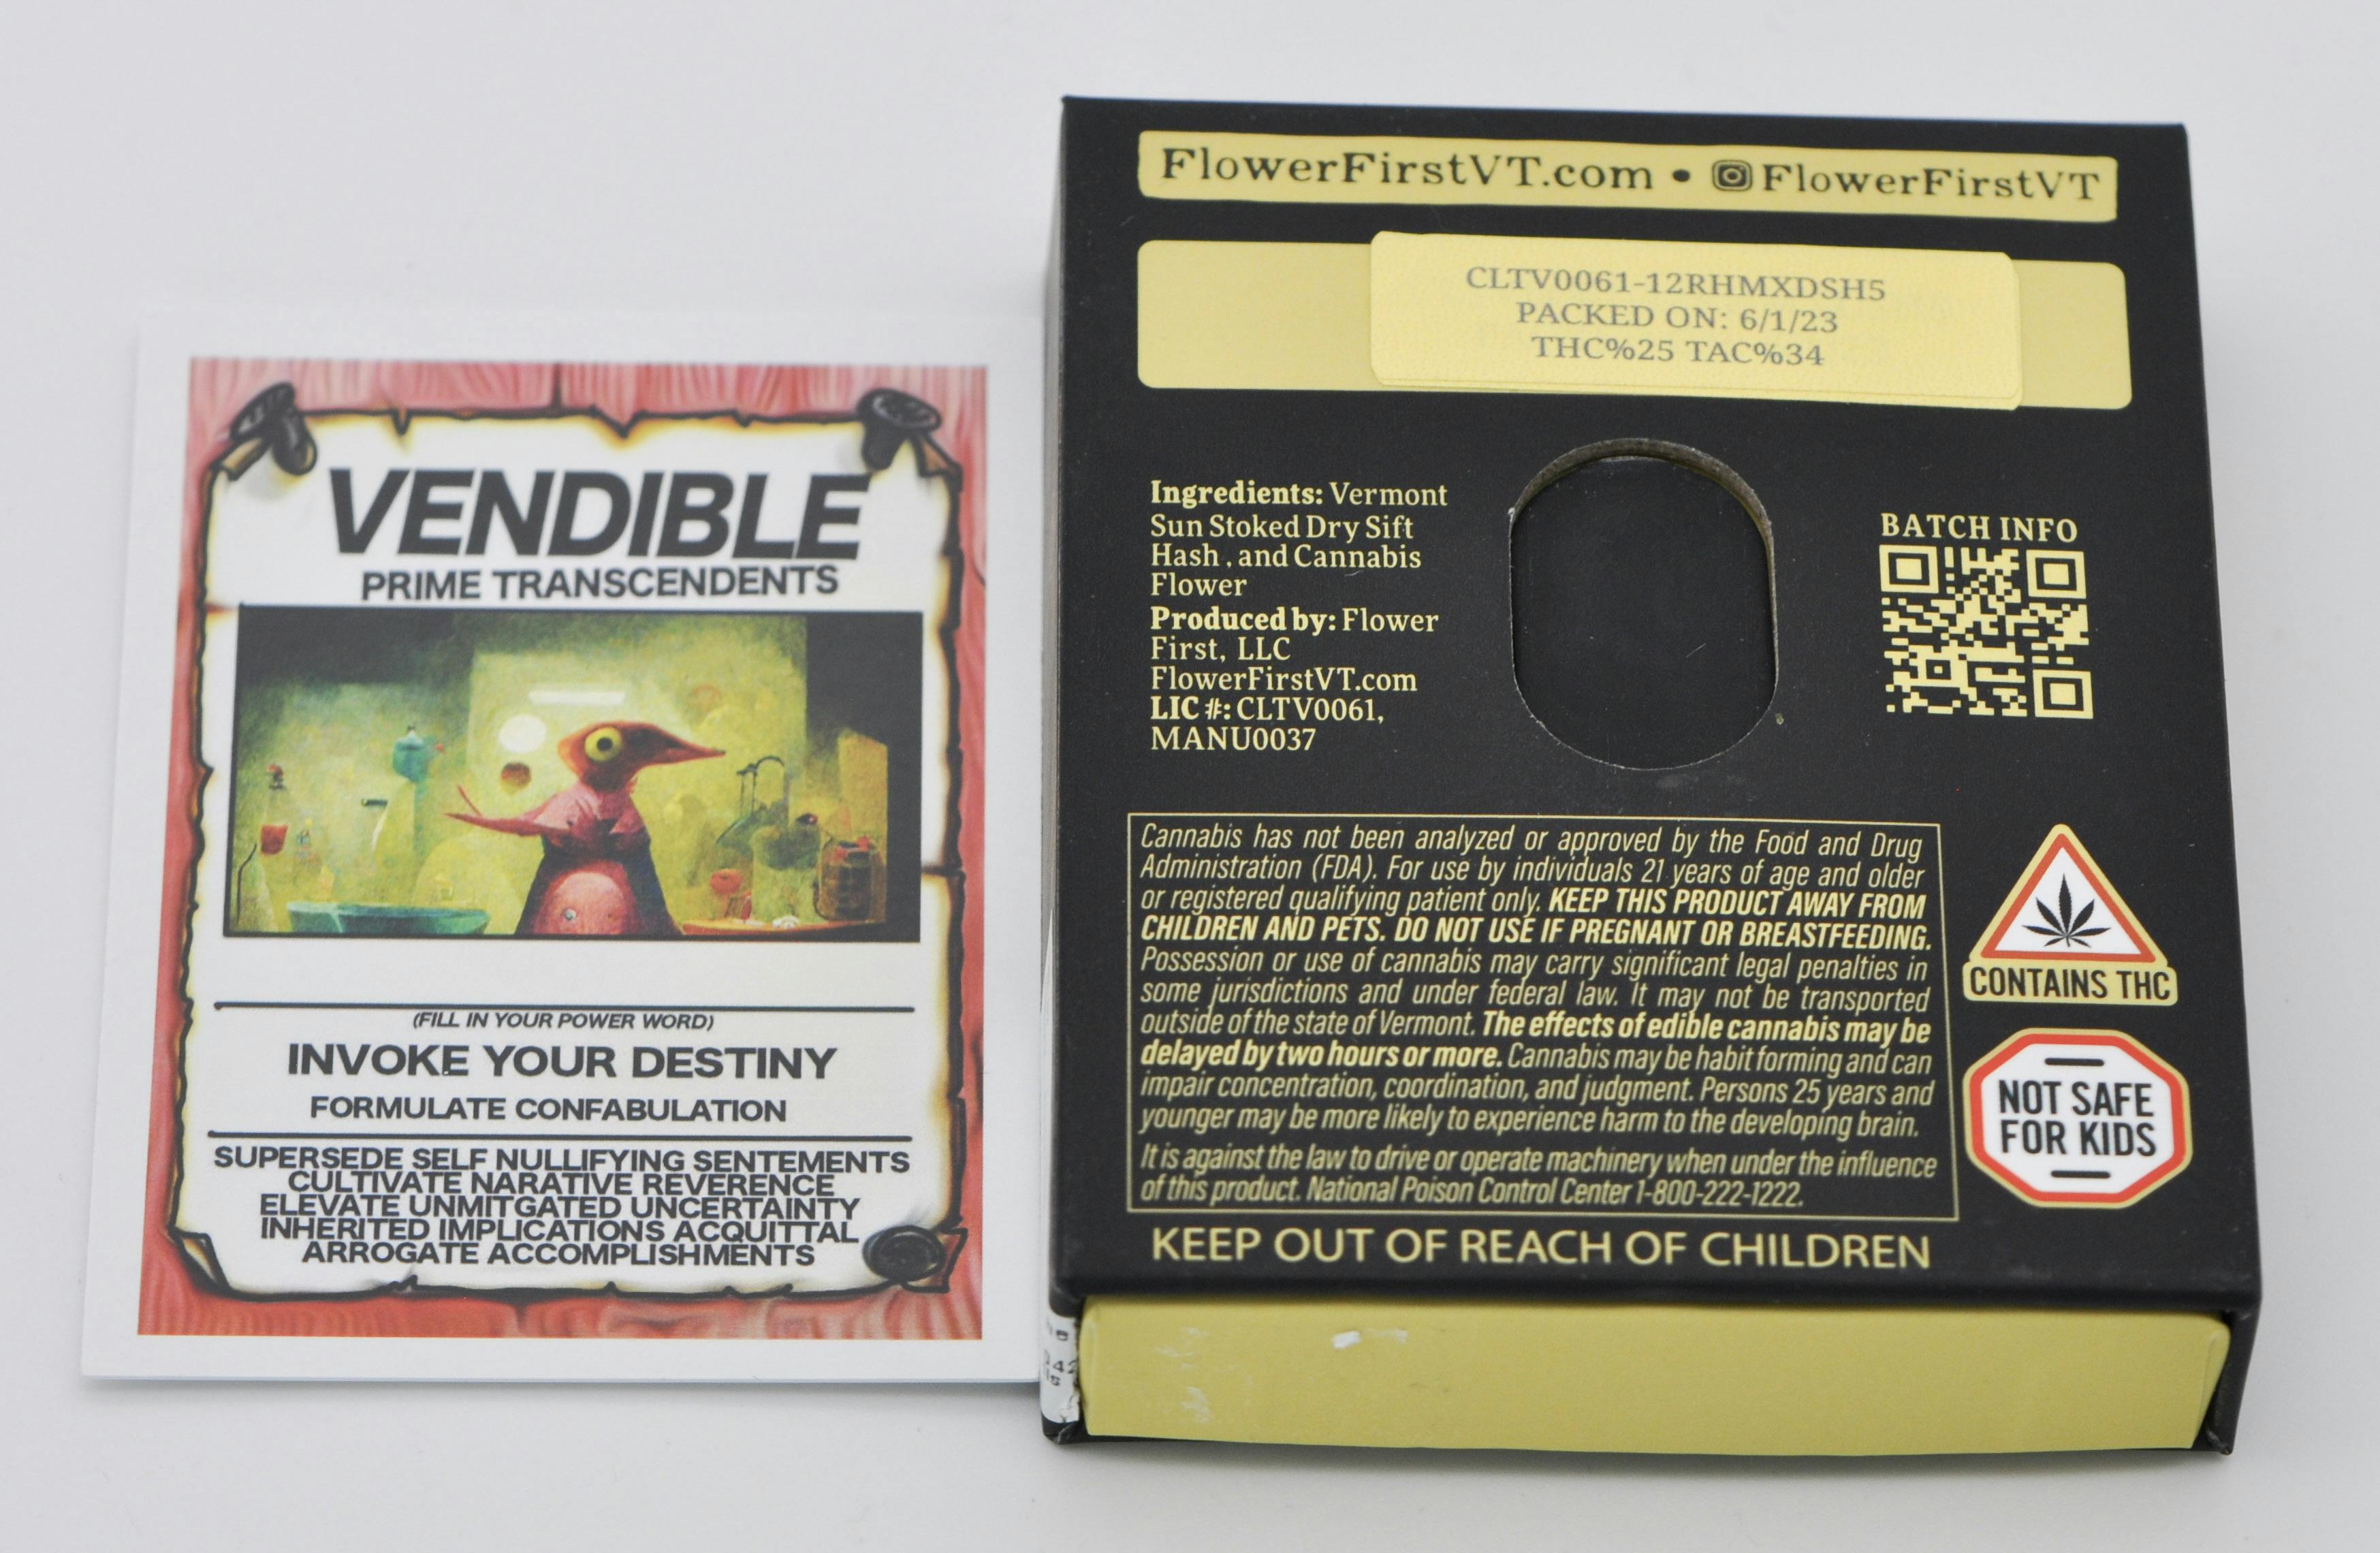 VENDIBLE
PRIME TRANSCENDENTS
(FILL IN YOUR POWER WORD)
INVOKE YOUR DESTINY
FORMULATE CONFABULATION
SUPERSEDE SELF NULLIFYING SENTEMENTS
CULTIVATE NARATIVE REVERENCE
ELEVATE UNMITGATED UNCERTAINTY
INHERITED IMPLICATIONS ACQUITTAL
ARROGATE ACCOMPLISHMENTS
FlowerFirstVT.com • FlowerFirstVT
CLTV0061-12RHMXDSH5
PACKED ON: 6/1/23
THC%25 TAC%34
Ingredients: Vermont
Sun Stoked Dry Sift
Hash , and Cannabis
Flower
Produced by: Flower
First, LLC
FlowerFirstVT.com
LIC #: CLTV0061,
MANU0037
BATCH INFO
Cannabis has not been analyzed or approved by the Food and Drug
Administration (FDA). For use by individuals 21 years of age and older
or registered qualifying patient only. KEEP THIS PRODUCT AWAY FROM
CHILDREN AND PETS. DO NOT USE IF PREGNANT OR BREASTFEEDING.
Possession or use of cannabis may carry significant legal penalties in
some jurisdictions and under federal law. It may not be transported
outside of the state of Vermont. The effects of edible cannabis may be
delayed by two hours or more. Cannabis may be habit forming and can
impair concentration, coordination, and judgment. Persons 25 years and
younger may be more likely to experience harm to the developing brain.
It is against the law to drive or operate machinery when under the influence
of this product. National Poison Control Center 1-800-222-1222.
CONTAINS THC
NOT SAFE
FOR KIDS
KEEP OUT OF REACH OF CHILDREN